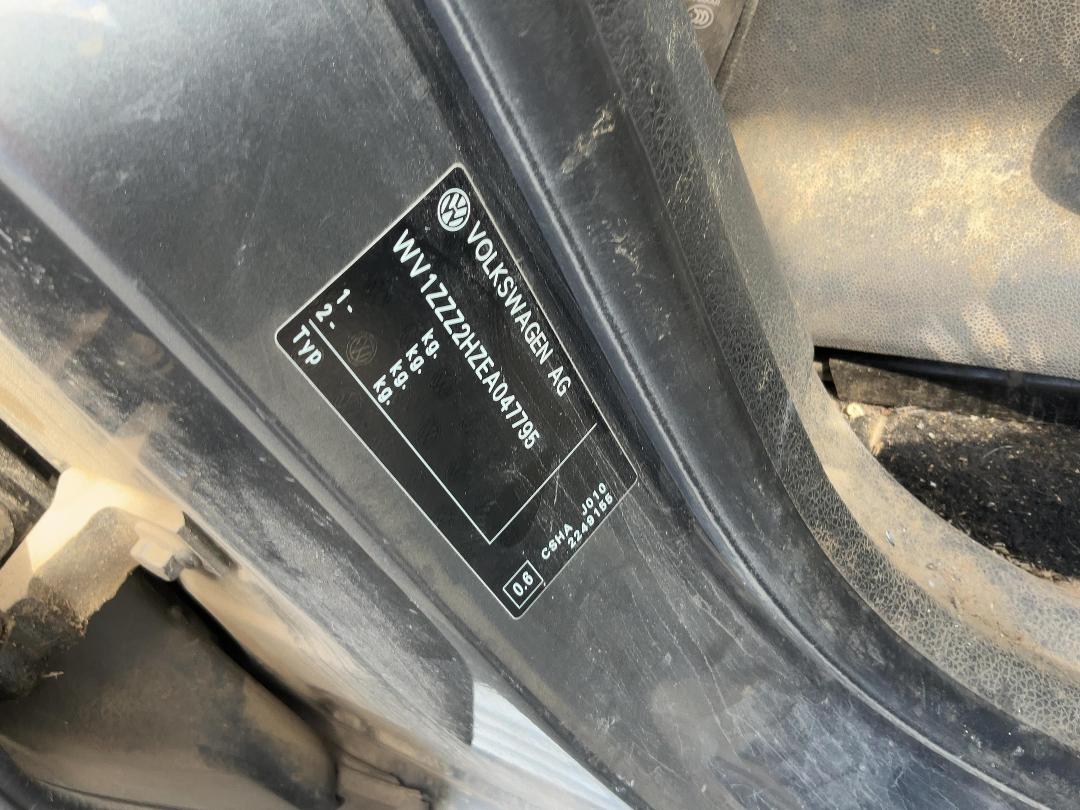 VOLKSWAGEN AG
WV1ZZZ2HZEA047795
kg.
kg.
1- kg.
2- kg.
Typ
CSHA J010
2249155
0.6